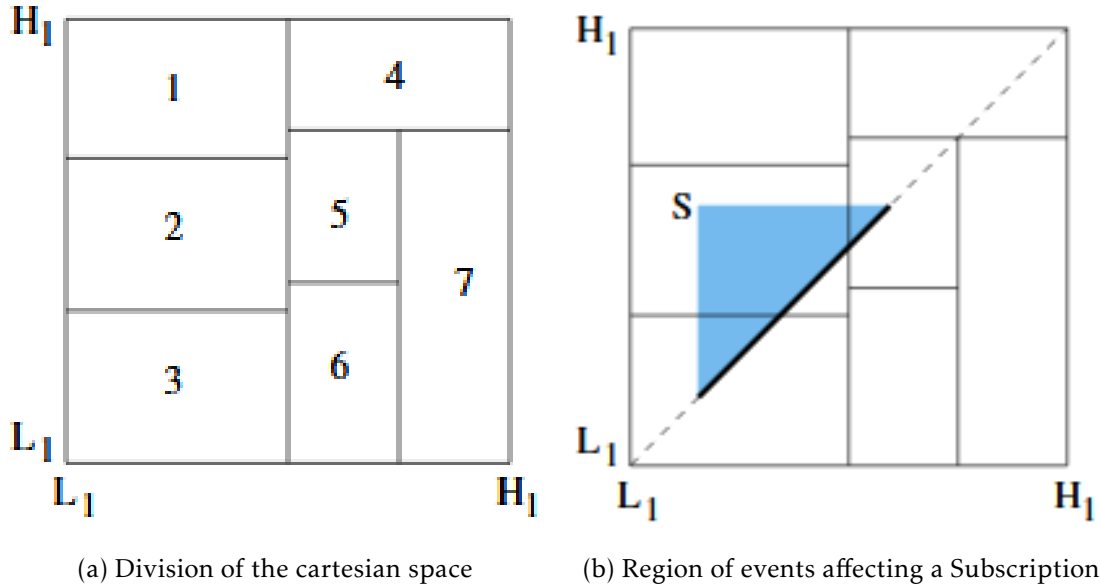 H1
1
4
2
5
7
3
6
L1
L1
H1
H1
S
L1
L1
H1
(a) Division of the cartesian space
(b) Region of events affecting a Subscription